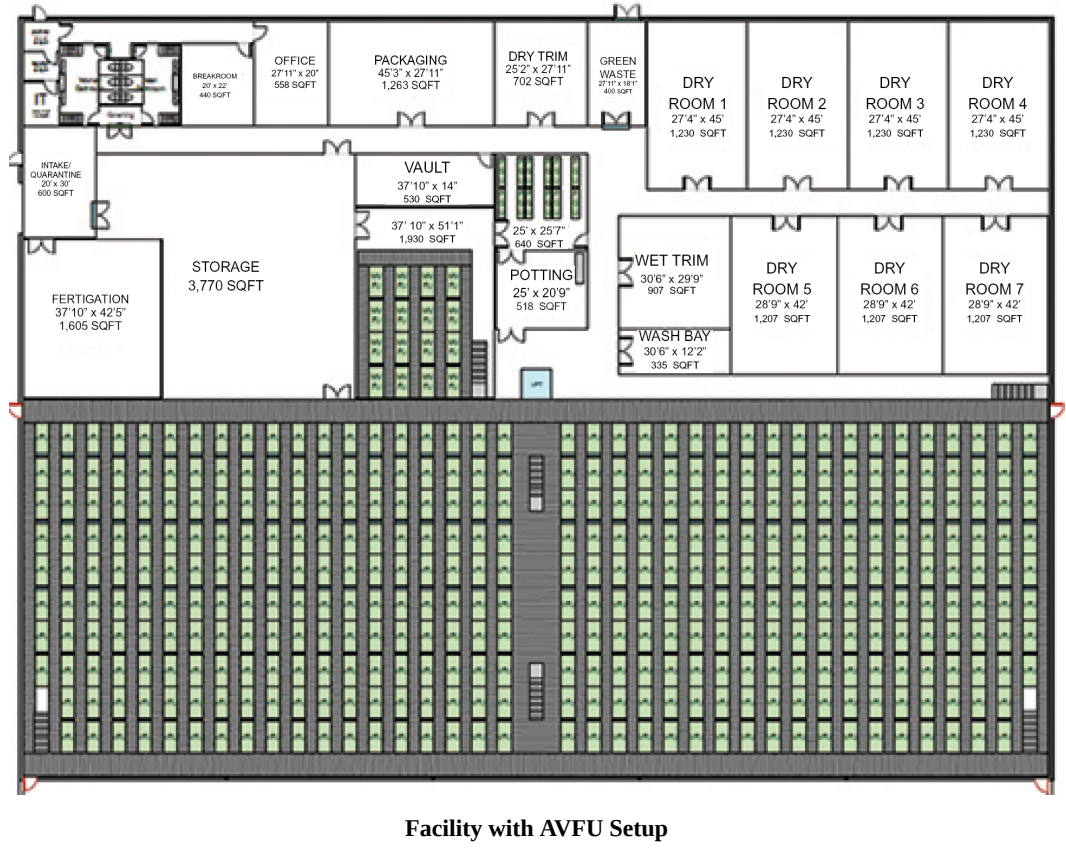 OFFICE
27'11" x 20"
558 SQFT
PACKAGING
45'3" x 27'11"
1,263 SQFT
DRY TRIM
25'2" x 27'11"
702 SQFT
GREEN
WASTE
27'11" x 18'1"
400 SQFT
BREAKROOM
20' x 22'
440 SQFT
IT
DRY
ROOM 1
27'4" x 45'
1,230 SQFT
DRY
ROOM 2
27'4" x 45'
1,230 SQFT
DRY
ROOM 3
27'4" x 45'
1,230 SQFT
DRY
ROOM 4
27'4" x 45'
1,230 SQFT
INTAKE/
QUARANTINE
20' x 30'
600 SQFT
VAULT
37'10" x 14"
530 SQFT
37' 10" x 51'1"
1,930 SQFT
25' x 25'7"
640 SQFT
POTTING
25' x 20'9"
518 SQFT
STORAGE
3,770 SQFT
FERTIGATION
37'10" x 42'5"
1,605 SQFT
WET TRIM
30'6" x 29'9"
907 SQFT
WASH BAY
30'6" x 12'2"
335 SQFT
DRY
ROOM 5
28'9" x 42'
1,207 SQFT
DRY
ROOM 6
28'9" x 42'
1,207 SQFT
DRY
ROOM 7
28'9" x 42'
1,207 SQFT
Facility with AVFU Setup